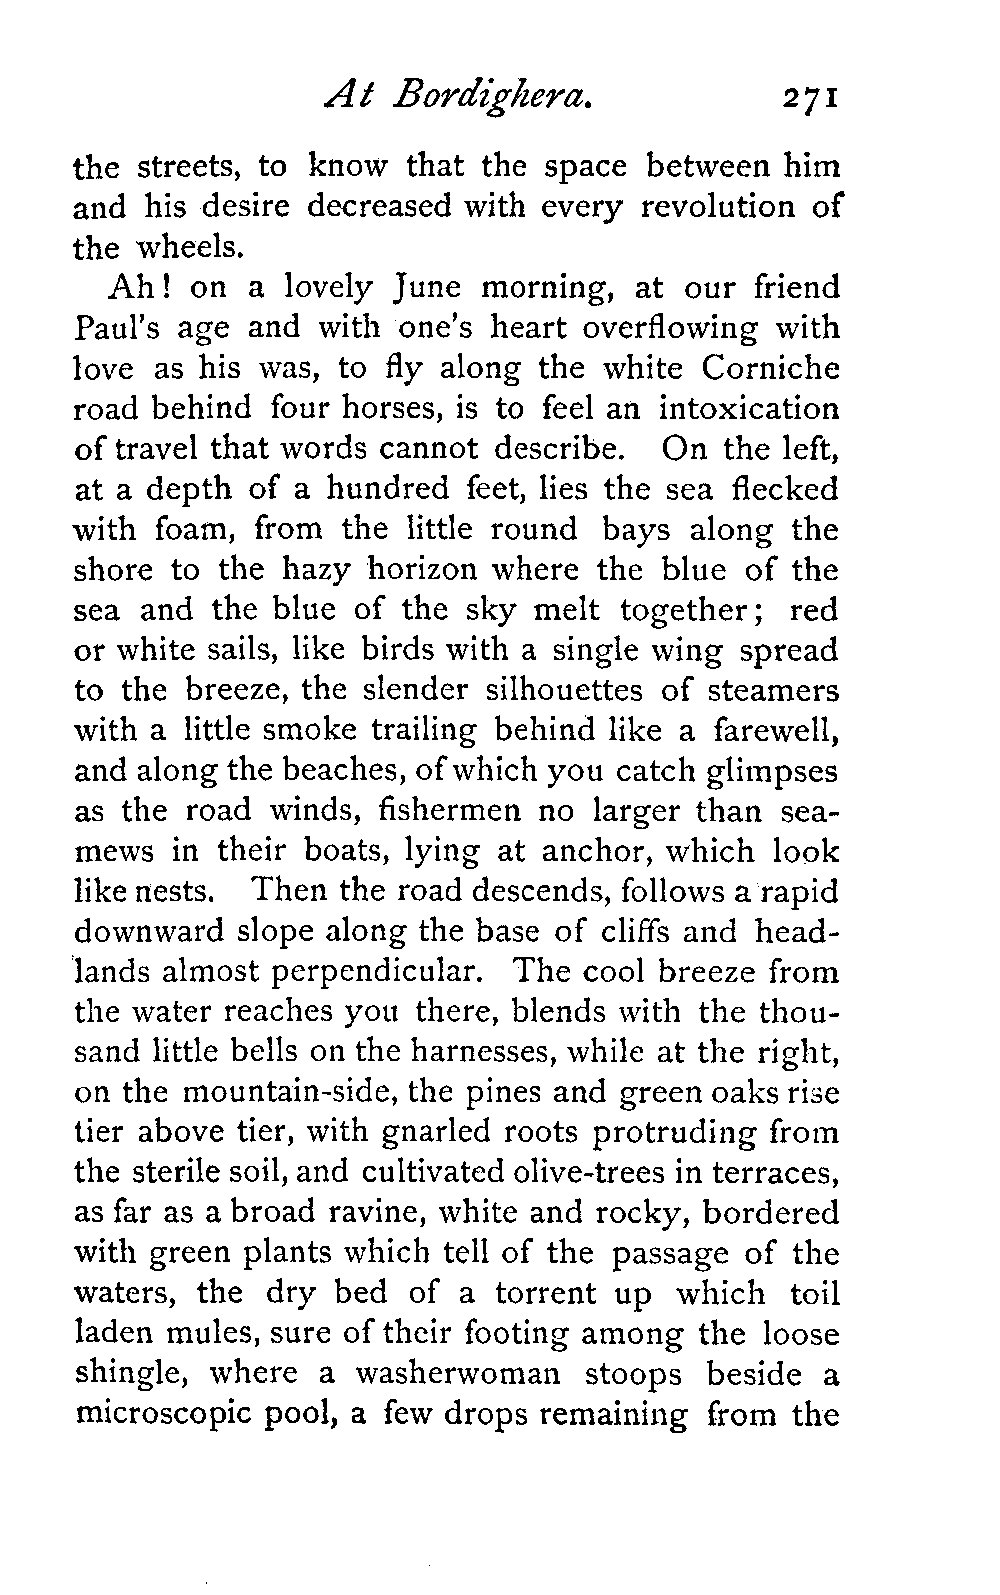 At Bordighera. 271
the streets, to know that the space between him
and his desire decreased with every revolution of
the wheels.
Ah! on a lovely June morning, at our friend
Paul's age and with one's heart overflowing with
love as his was, to fly along the white Corniche
road behind four horses, is to feel an intoxication
of travel that words cannot describe. On the left,
at a depth of a hundred feet, lies the sea flecked
with foam, from the little round bays along the
shore to the hazy horizon where the blue of the
sea and the blue of the sky melt together; red
or white sails, like birds with a single wing spread
to the breeze, the slender silhouettes of steamers
with a little smoke trailing behind like a farewell,
and along the beaches, of which you catch glimpses
as the road winds, fishermen no larger than sea-
mews in their boats, lying at anchor, which look
like nests. Then the road descends, follows a rapid
downward slope along the base of cliffs and head-
lands almost perpendicular. The cool breeze from
the water reaches you there, blends with the thou-
sand little bells on the harnesses, while at the right,
on the mountain-side, the pines and green oaks rise
tier above tier, with gnarled roots protruding from
the sterile soil, and cultivated olive-trees in terraces,
as far as a broad ravine, white and rocky, bordered
with green plants which tell of the passage of the
waters, the dry bed of a torrent up which toil
laden mules, sure of their footing among the loose
shingle, where a washerwoman stoops beside a
microscopic pool, a few drops remaining from the